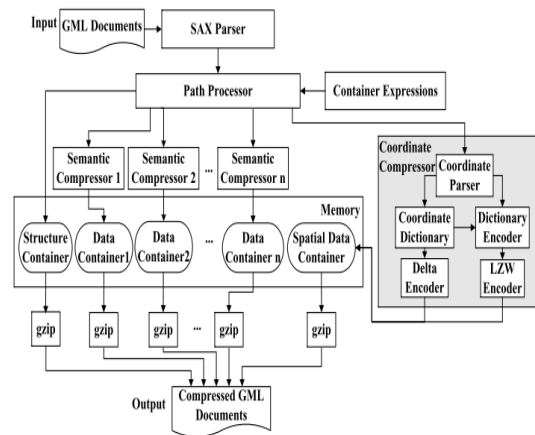 Input
GML Documents
SAX Parser
Path Processor
Container Expressions
Semantic
Compressor 1
Semantic
Compressor 2
...
Semantic
Compressor n
Coordinate
Compressor
Coordinate
Parser
Coordinate
Dictionary
Dictionary
Encoder
Delta
Encoder
LZW
Encoder
Memory
Structure
Container
Data
Container1
Data
Container2
...
Data
Container n
Spatial Data
Container
gzip
gzip
gzip
...
gzip
gzip
Output
Compressed GML
Documents